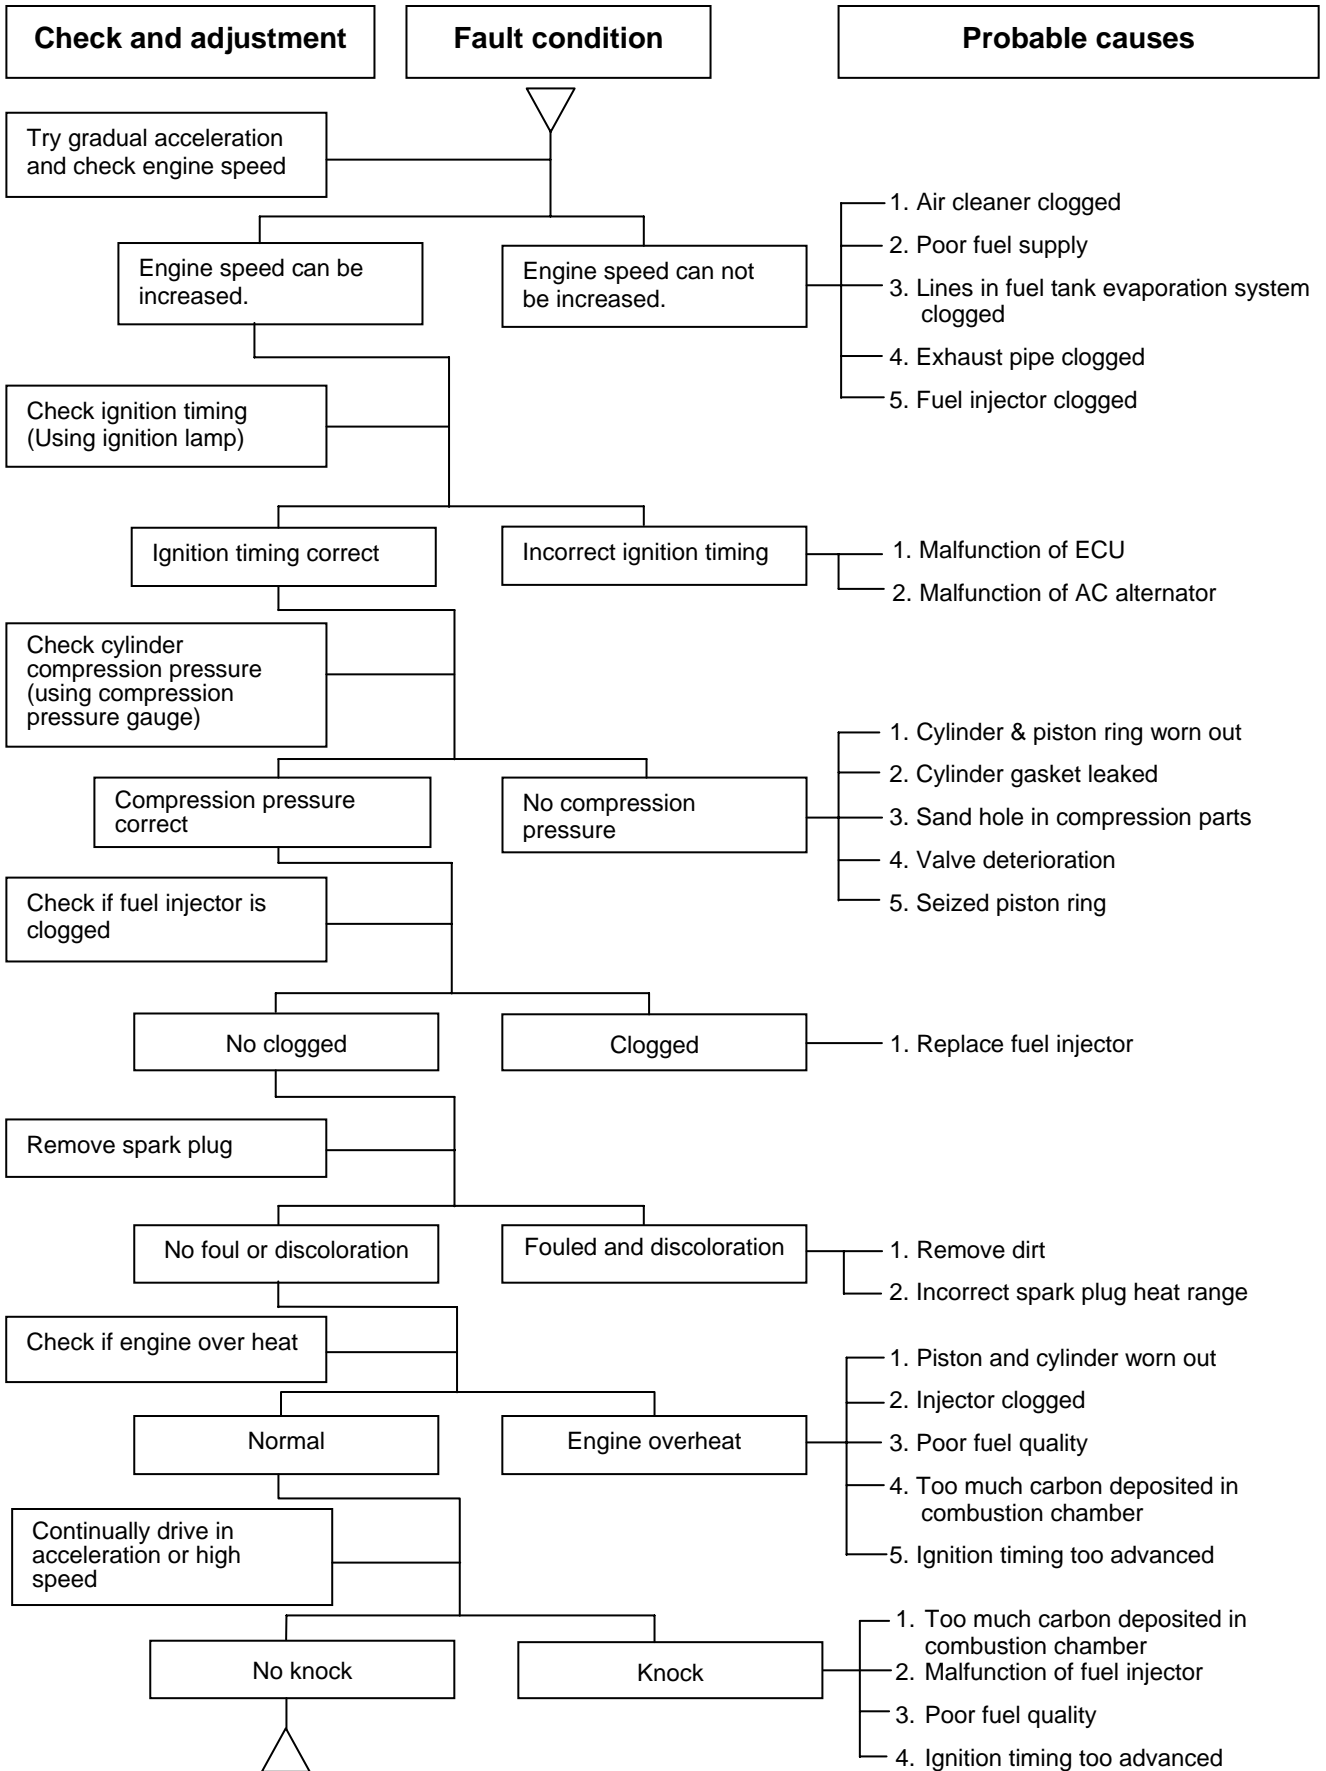 Check and adjustment
Fault condition
Probable causes
Try gradual acceleration
and check engine speed
Engine speed can be
increased.
Engine speed can not
be increased.
1. Air cleaner clogged
2. Poor fuel supply
3. Lines in fuel tank evaporation system
clogged
4. Exhaust pipe clogged
5. Fuel injector clogged
Check ignition timing
(Using ignition lamp)
Ignition timing correct
Incorrect ignition timing
1. Malfunction of ECU
2. Malfunction of AC alternator
Check cylinder
compression pressure
(using compression
pressure gauge)
Compression pressure
correct
No compression
pressure
1. Cylinder & piston ring worn out
2. Cylinder gasket leaked
3. Sand hole in compression parts
4. Valve deterioration
5. Seized piston ring
Check if fuel injector is
clogged
No clogged
Clogged
1. Replace fuel injector
Remove spark plug
No foul or discoloration
Fouled and discoloration
1. Remove dirt
2. Incorrect spark plug heat range
Check if engine over heat
Normal
Engine overheat
1. Piston and cylinder worn out
2. Injector clogged
3. Poor fuel quality
4. Too much carbon deposited in
combustion chamber
5. Ignition timing too advanced
Continually drive in
acceleration or high
speed
No knock
Knock
1. Too much carbon deposited in
combustion chamber
2. Malfunction of fuel injector
3. Poor fuel quality
4. Ignition timing too advanced